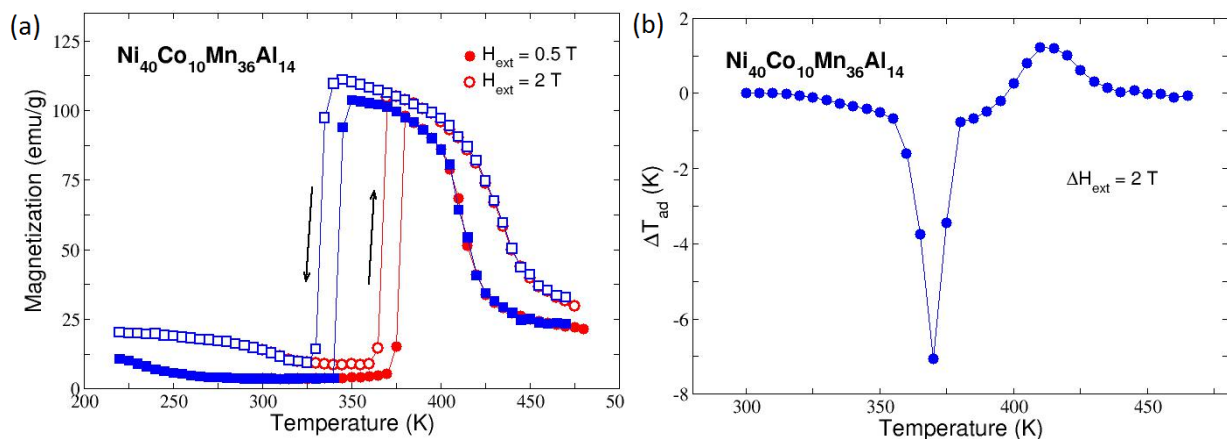 (a)
Ni40Co10Mn36Al14
Hext = 0.5 T
Hext = 2 T
Magnetization (emu/g)
125
100
75
50
25
0
200 250 300 350 400 450 50
Temperature (K)
(b)
Ni40Co10Mn36Al14
ΔHext = 2 T
ΔTad (K)
2
0
-2
-4
-6
-8
300 350 400 450
Temperature (K)